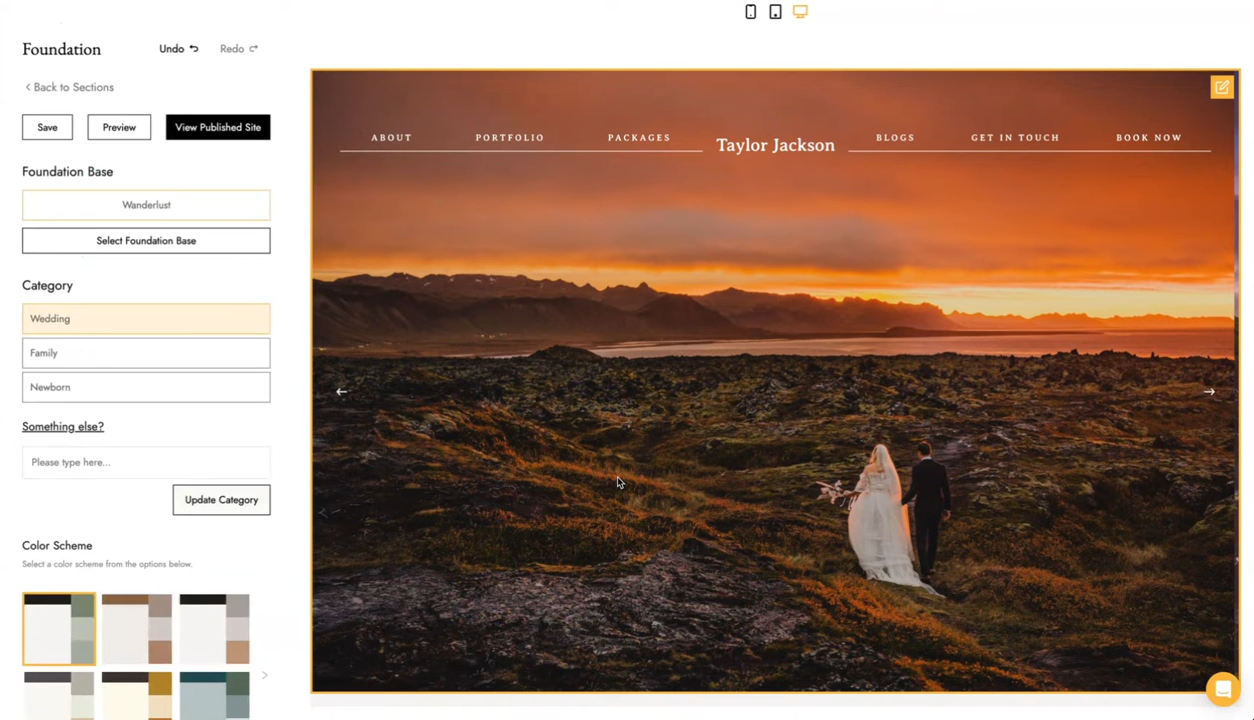 Foundation
Undo
Redo
Back to Sections
Save
Preview
View Published Site
Foundation Base
Wanderlust
Select Foundation Base
Category
Wedding
Family
Newborn
Something else?
Please type here...
Update Category
Color Scheme
Select a color scheme from the options below.
ABOUT PORTFOLIO PACKAGES Taylor Jackson BLOGS GET IN TOUCH BOOK NOW